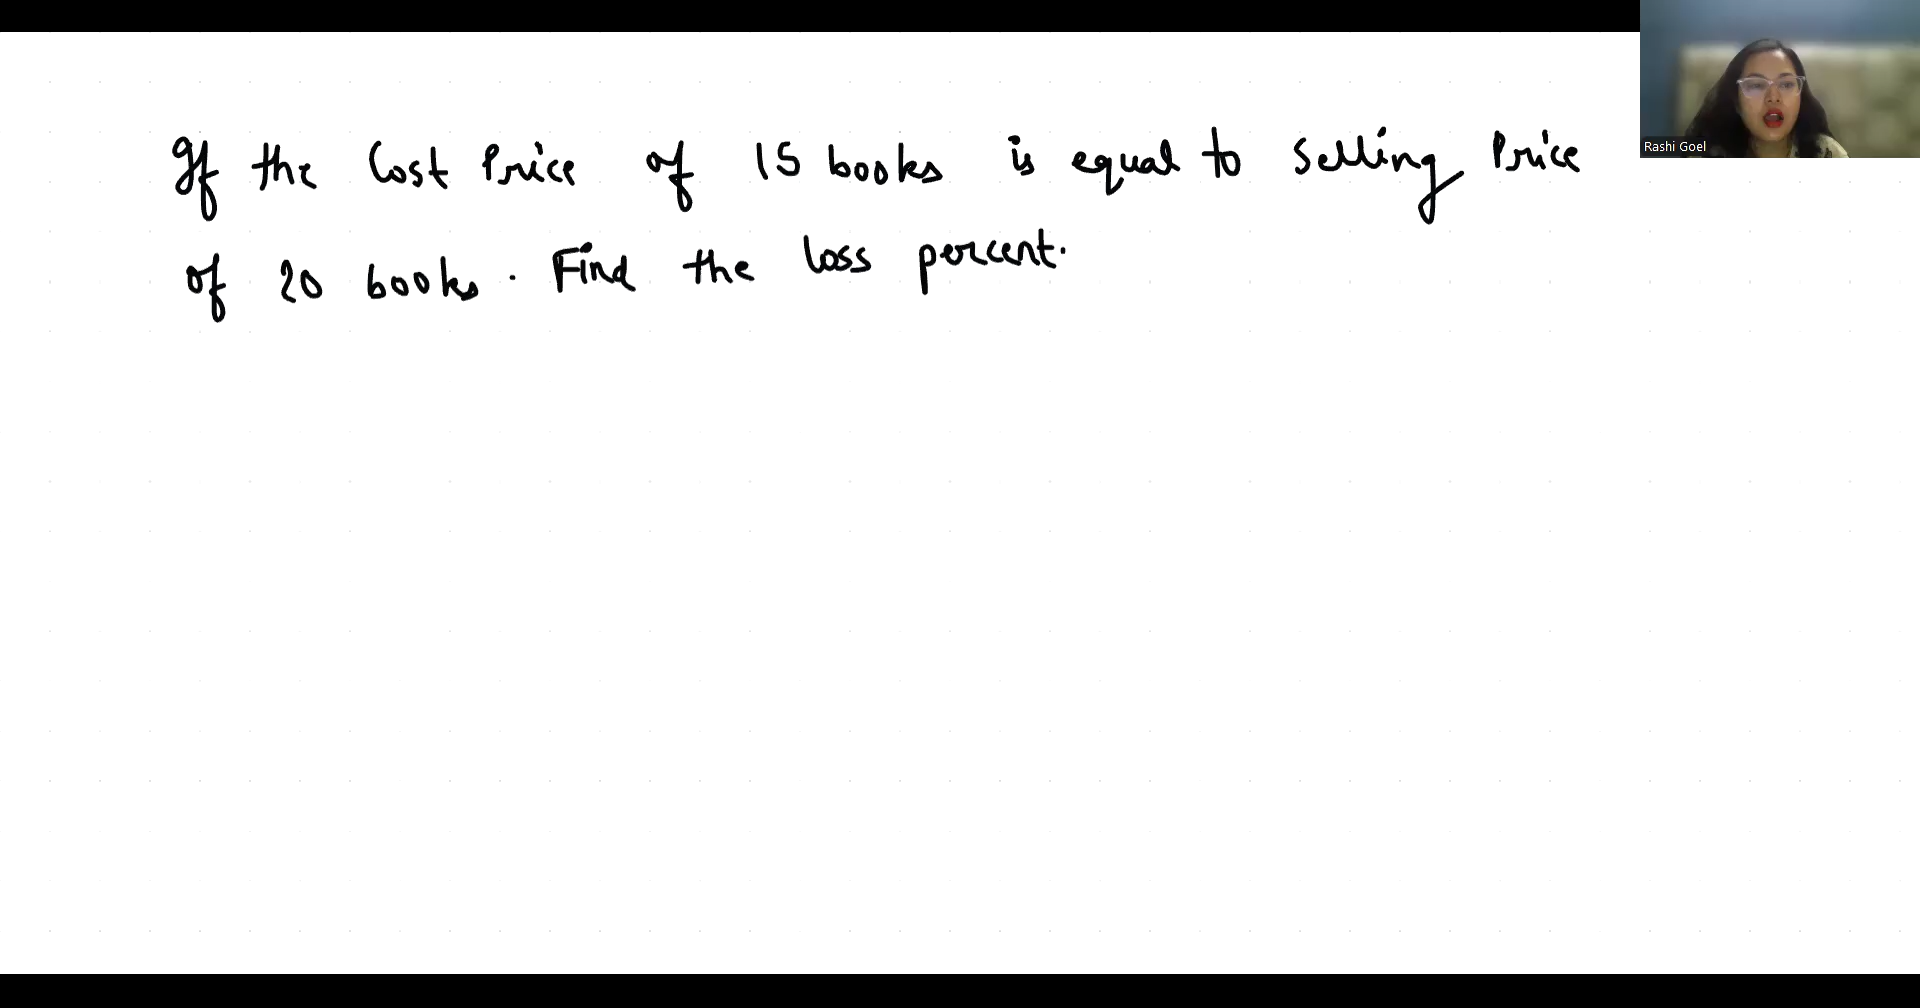 If the Cost Price of 15 books is equal to Selling Price
of 20 books. Find the loss percent.
Rashi Goel